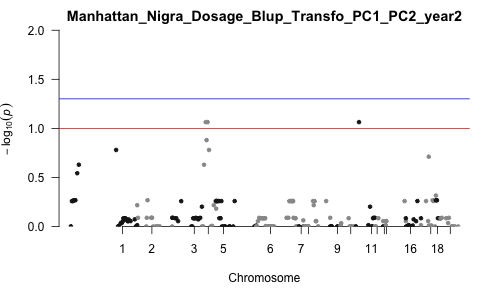 Manhattan_Nigra_Dosage_Blup_Transfo_PC1_PC2_year2
2.0
1.5
1.0
0.5
0.0
− log10(p)
1 2 3 5 6 7 9 11 16 18
Chromosome